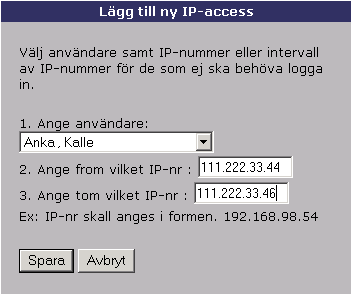 Lägg till ny IP-access
Välj användare samt IP-nummer eller intervall
av IP-nummer för de som ej ska behöva logga
in.
1. Ange användare:
Anka, Kalle
2. Ange from vilket IP-nr : 111.222.33.44
3. Ange tom vilket IP-nr : 111.222.33.46
Ex: IP-nr skall anges i formen. 192.168.98.54
Spara Avbryt